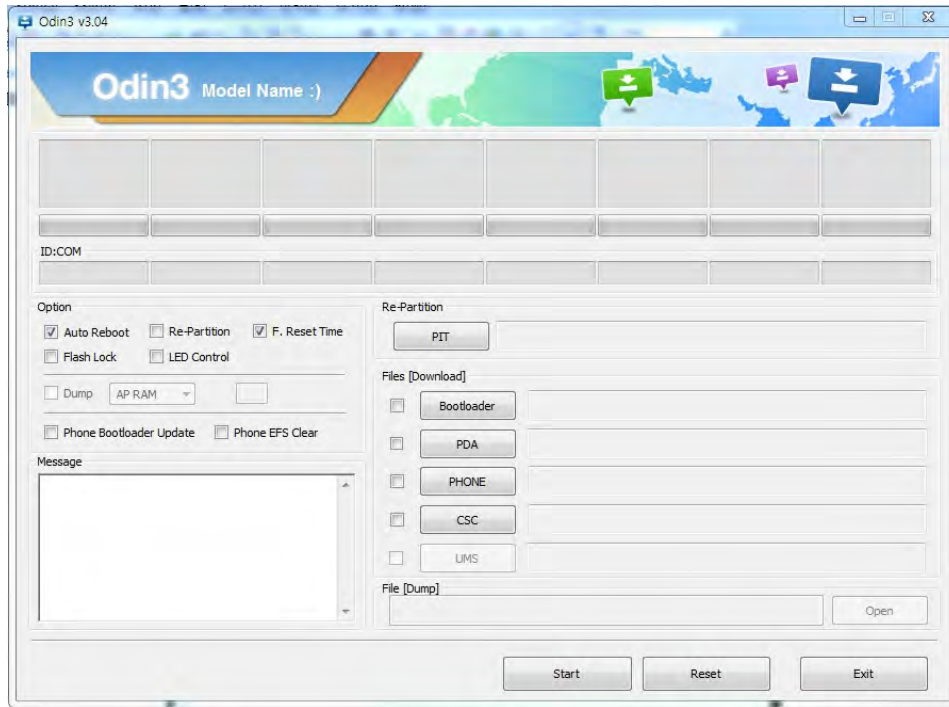 Odin3 v3.04
Odin3 Model Name :)
ID:COM
Option
Auto Reboot Re-Partition F. Reset Time
Flash Lock LED Control
Dump AP RAM
Phone Bootloader Update Phone EFS Clear
Message
Re-Partition
PIT
Files [Download]
Bootloader
PDA
PHONE
CSC
UMS
File [Dump]
Open
Start Reset Exit